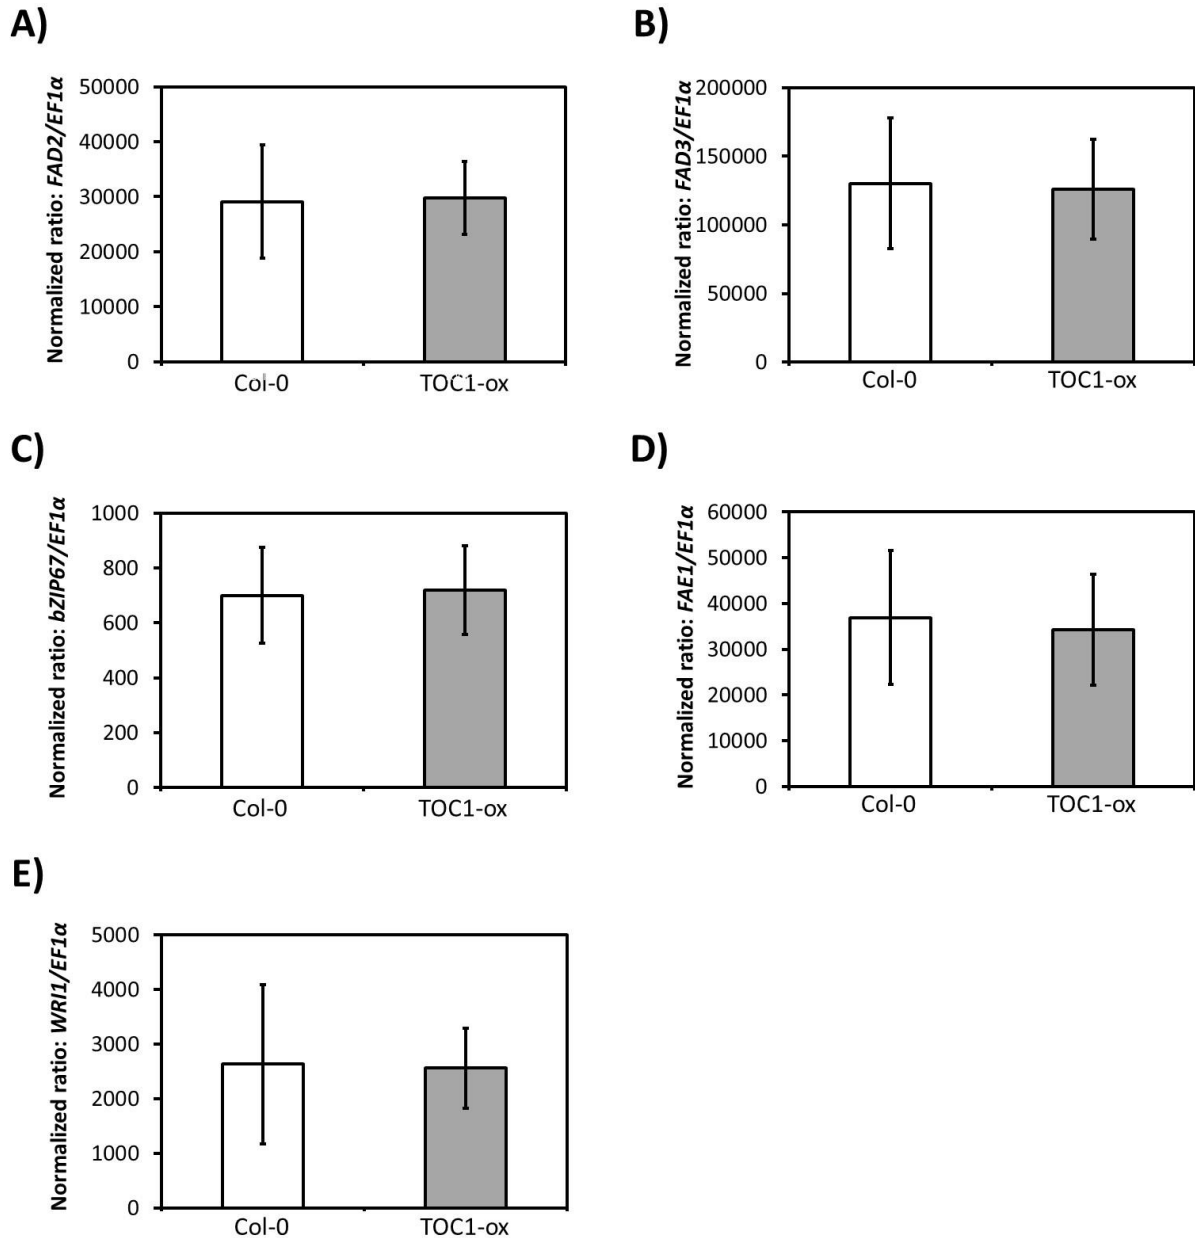 A)
Normalized ratio: FAD2/EF1α
50000
40000
30000
20000
10000
0
Col-0
TOC1-ox
B)
Normalized ratio: FAD3/EF1α
200000
150000
100000
50000
0
Col-0
TOC1-ox
C)
Normalized ratio: bZIP67/EF1α
1000
800
600
400
200
0
Col-0
TOC1-ox
D)
Normalized ratio: FAE1/EF1α
60000
50000
40000
30000
20000
10000
0
Col-0
TOC1-ox
E)
Normalized ratio: WRI1/EF1α
5000
4000
3000
2000
1000
0
Col-0
TOC1-ox